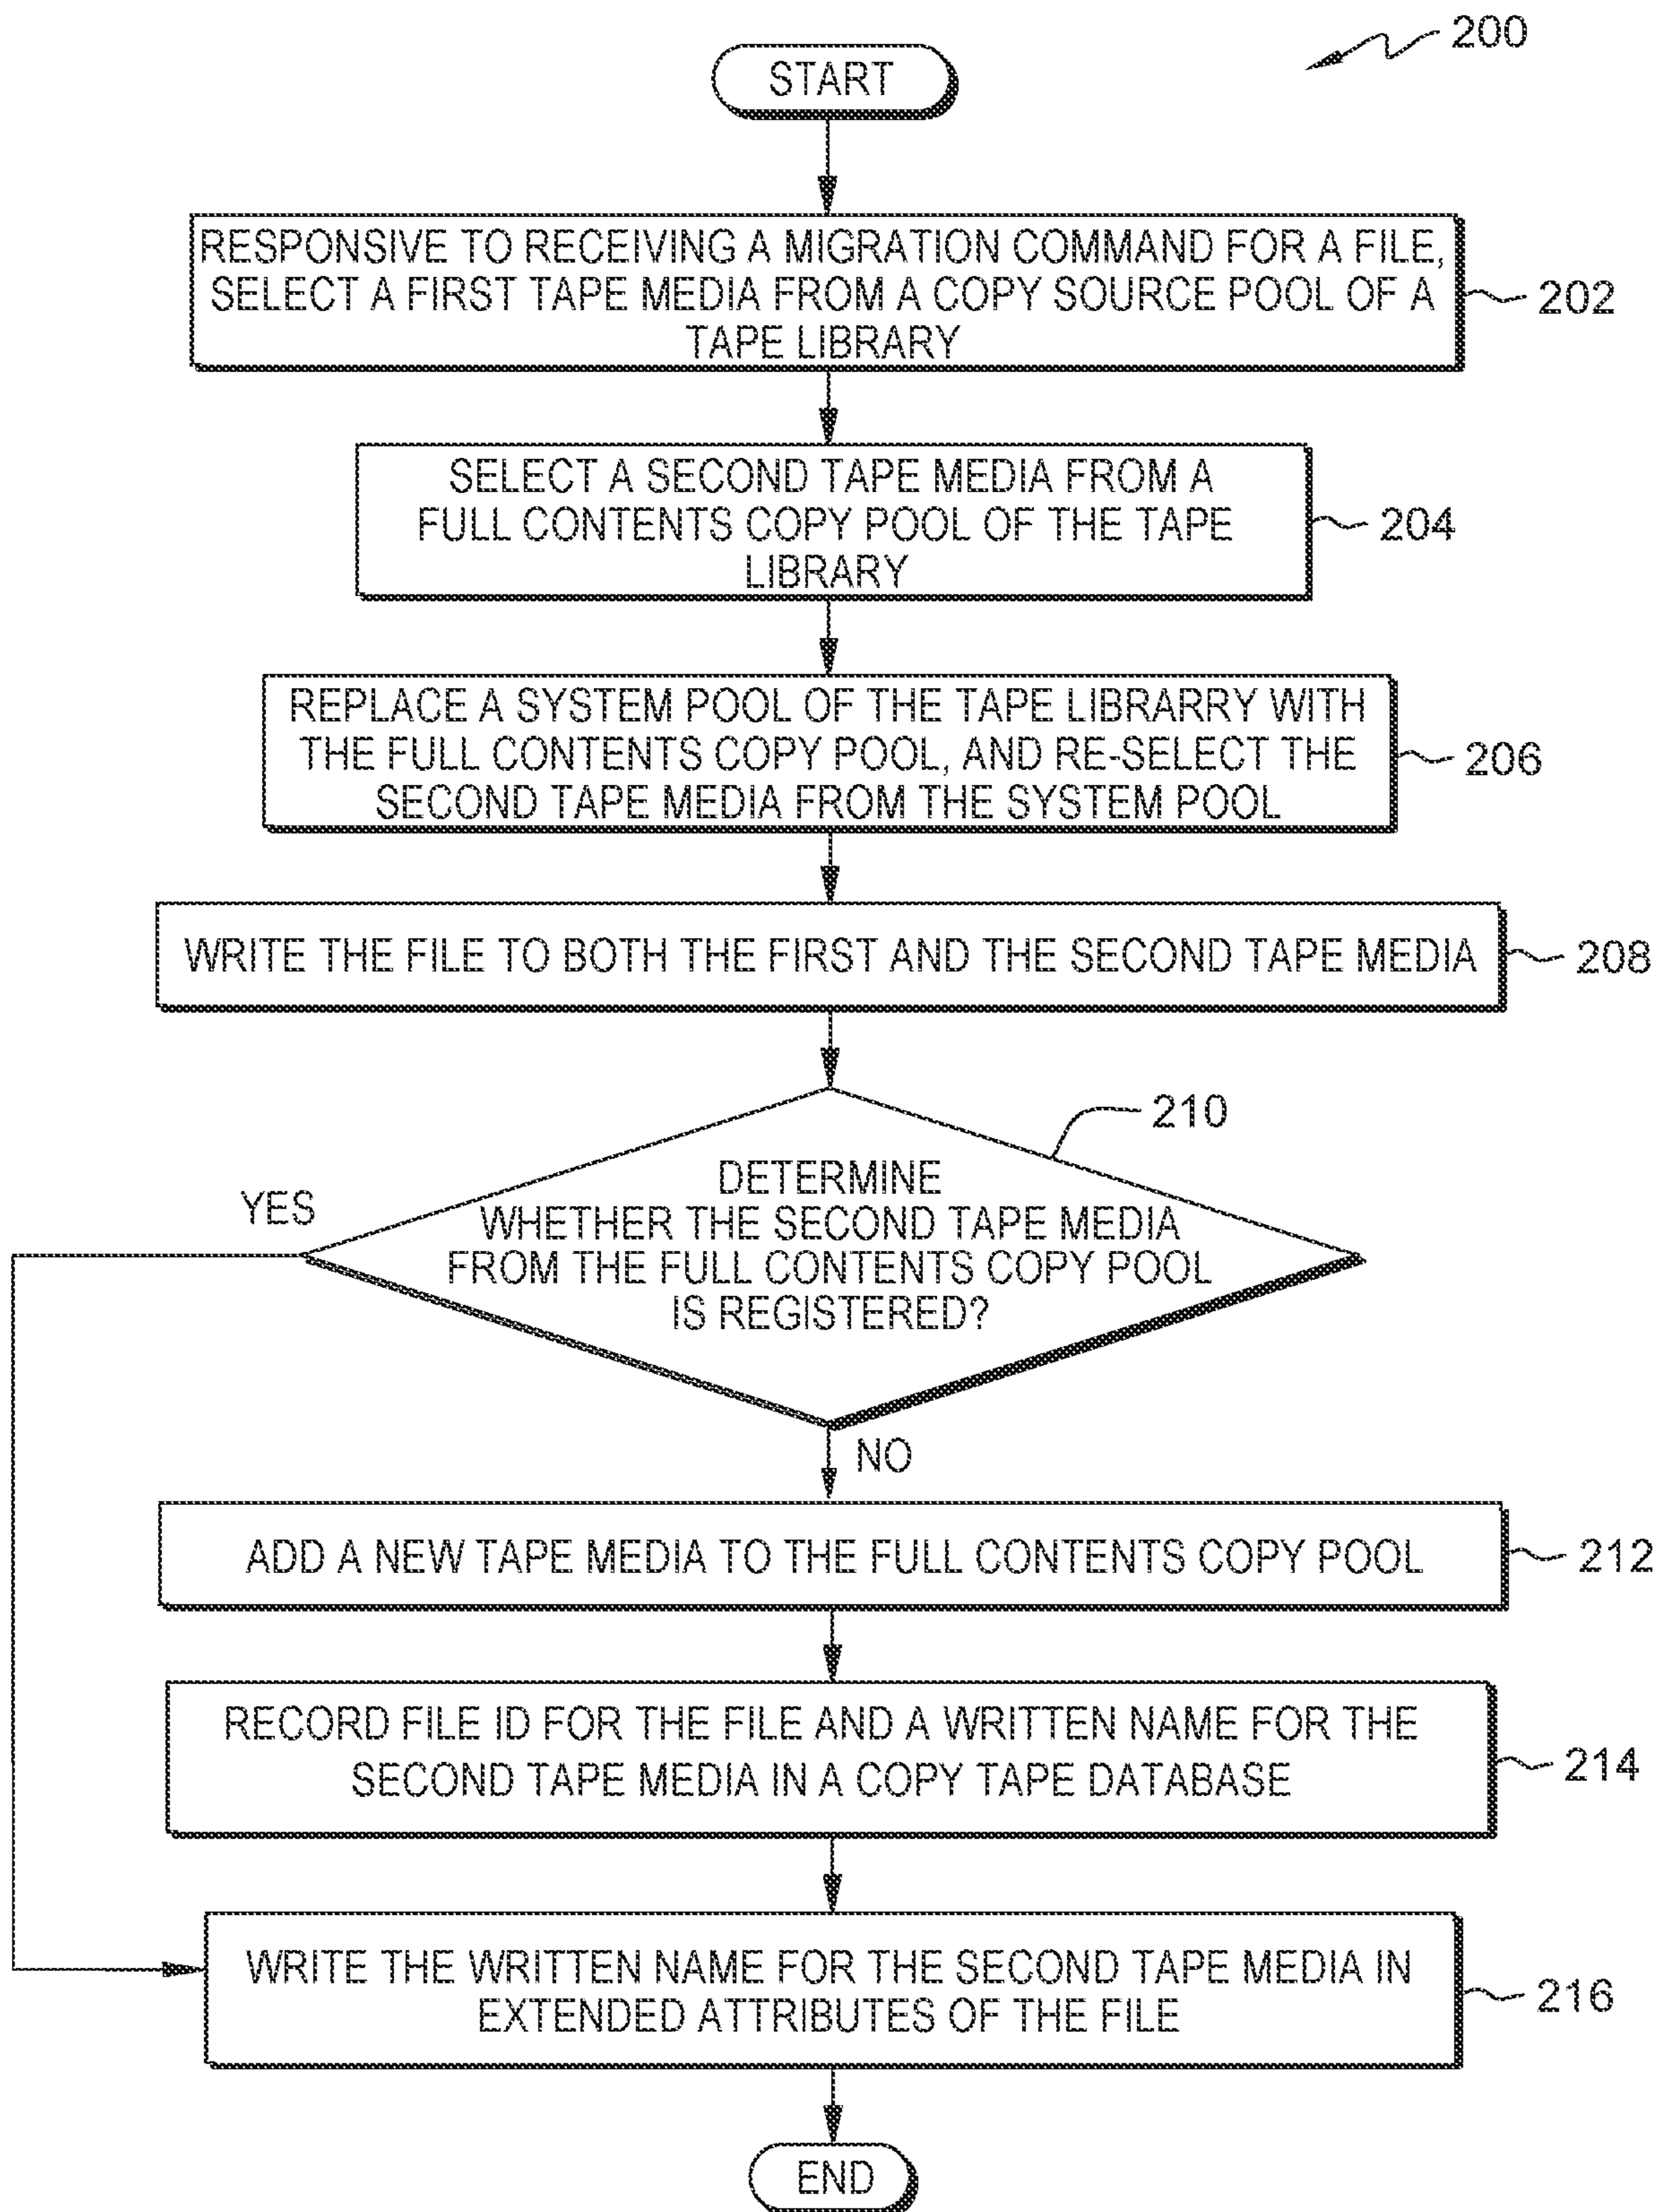 200
START
RESPONSIVE TO RECEIVING A MIGRATION COMMAND FOR A FILE,
SELECT A FIRST TAPE MEDIA FROM A COPY SOURCE POOL OF A
TAPE LIBRARY
202
SELECT A SECOND TAPE MEDIA FROM A
FULL CONTENTS COPY POOL OF THE TAPE
LIBRARY
204
REPLACE A SYSTEM POOL OF THE TAPE LIBRARRY WITH
THE FULL CONTENTS COPY POOL, AND RE-SELECT THE
SECOND TAPE MEDIA FROM THE SYSTEM POOL
206
WRITE THE FILE TO BOTH THE FIRST AND THE SECOND TAPE MEDIA
208
210
DETERMINE
WHETHER THE SECOND TAPE MEDIA
FROM THE FULL CONTENTS COPY POOL
IS REGISTERED?
YES
NO
ADD A NEW TAPE MEDIA TO THE FULL CONTENTS COPY POOL
212
RECORD FILE ID FOR THE FILE AND A WRITTEN NAME FOR THE
SECOND TAPE MEDIA IN A COPY TAPE DATABASE
214
WRITE THE WRITTEN NAME FOR THE SECOND TAPE MEDIA IN
EXTENDED ATTRIBUTES OF THE FILE
216
END